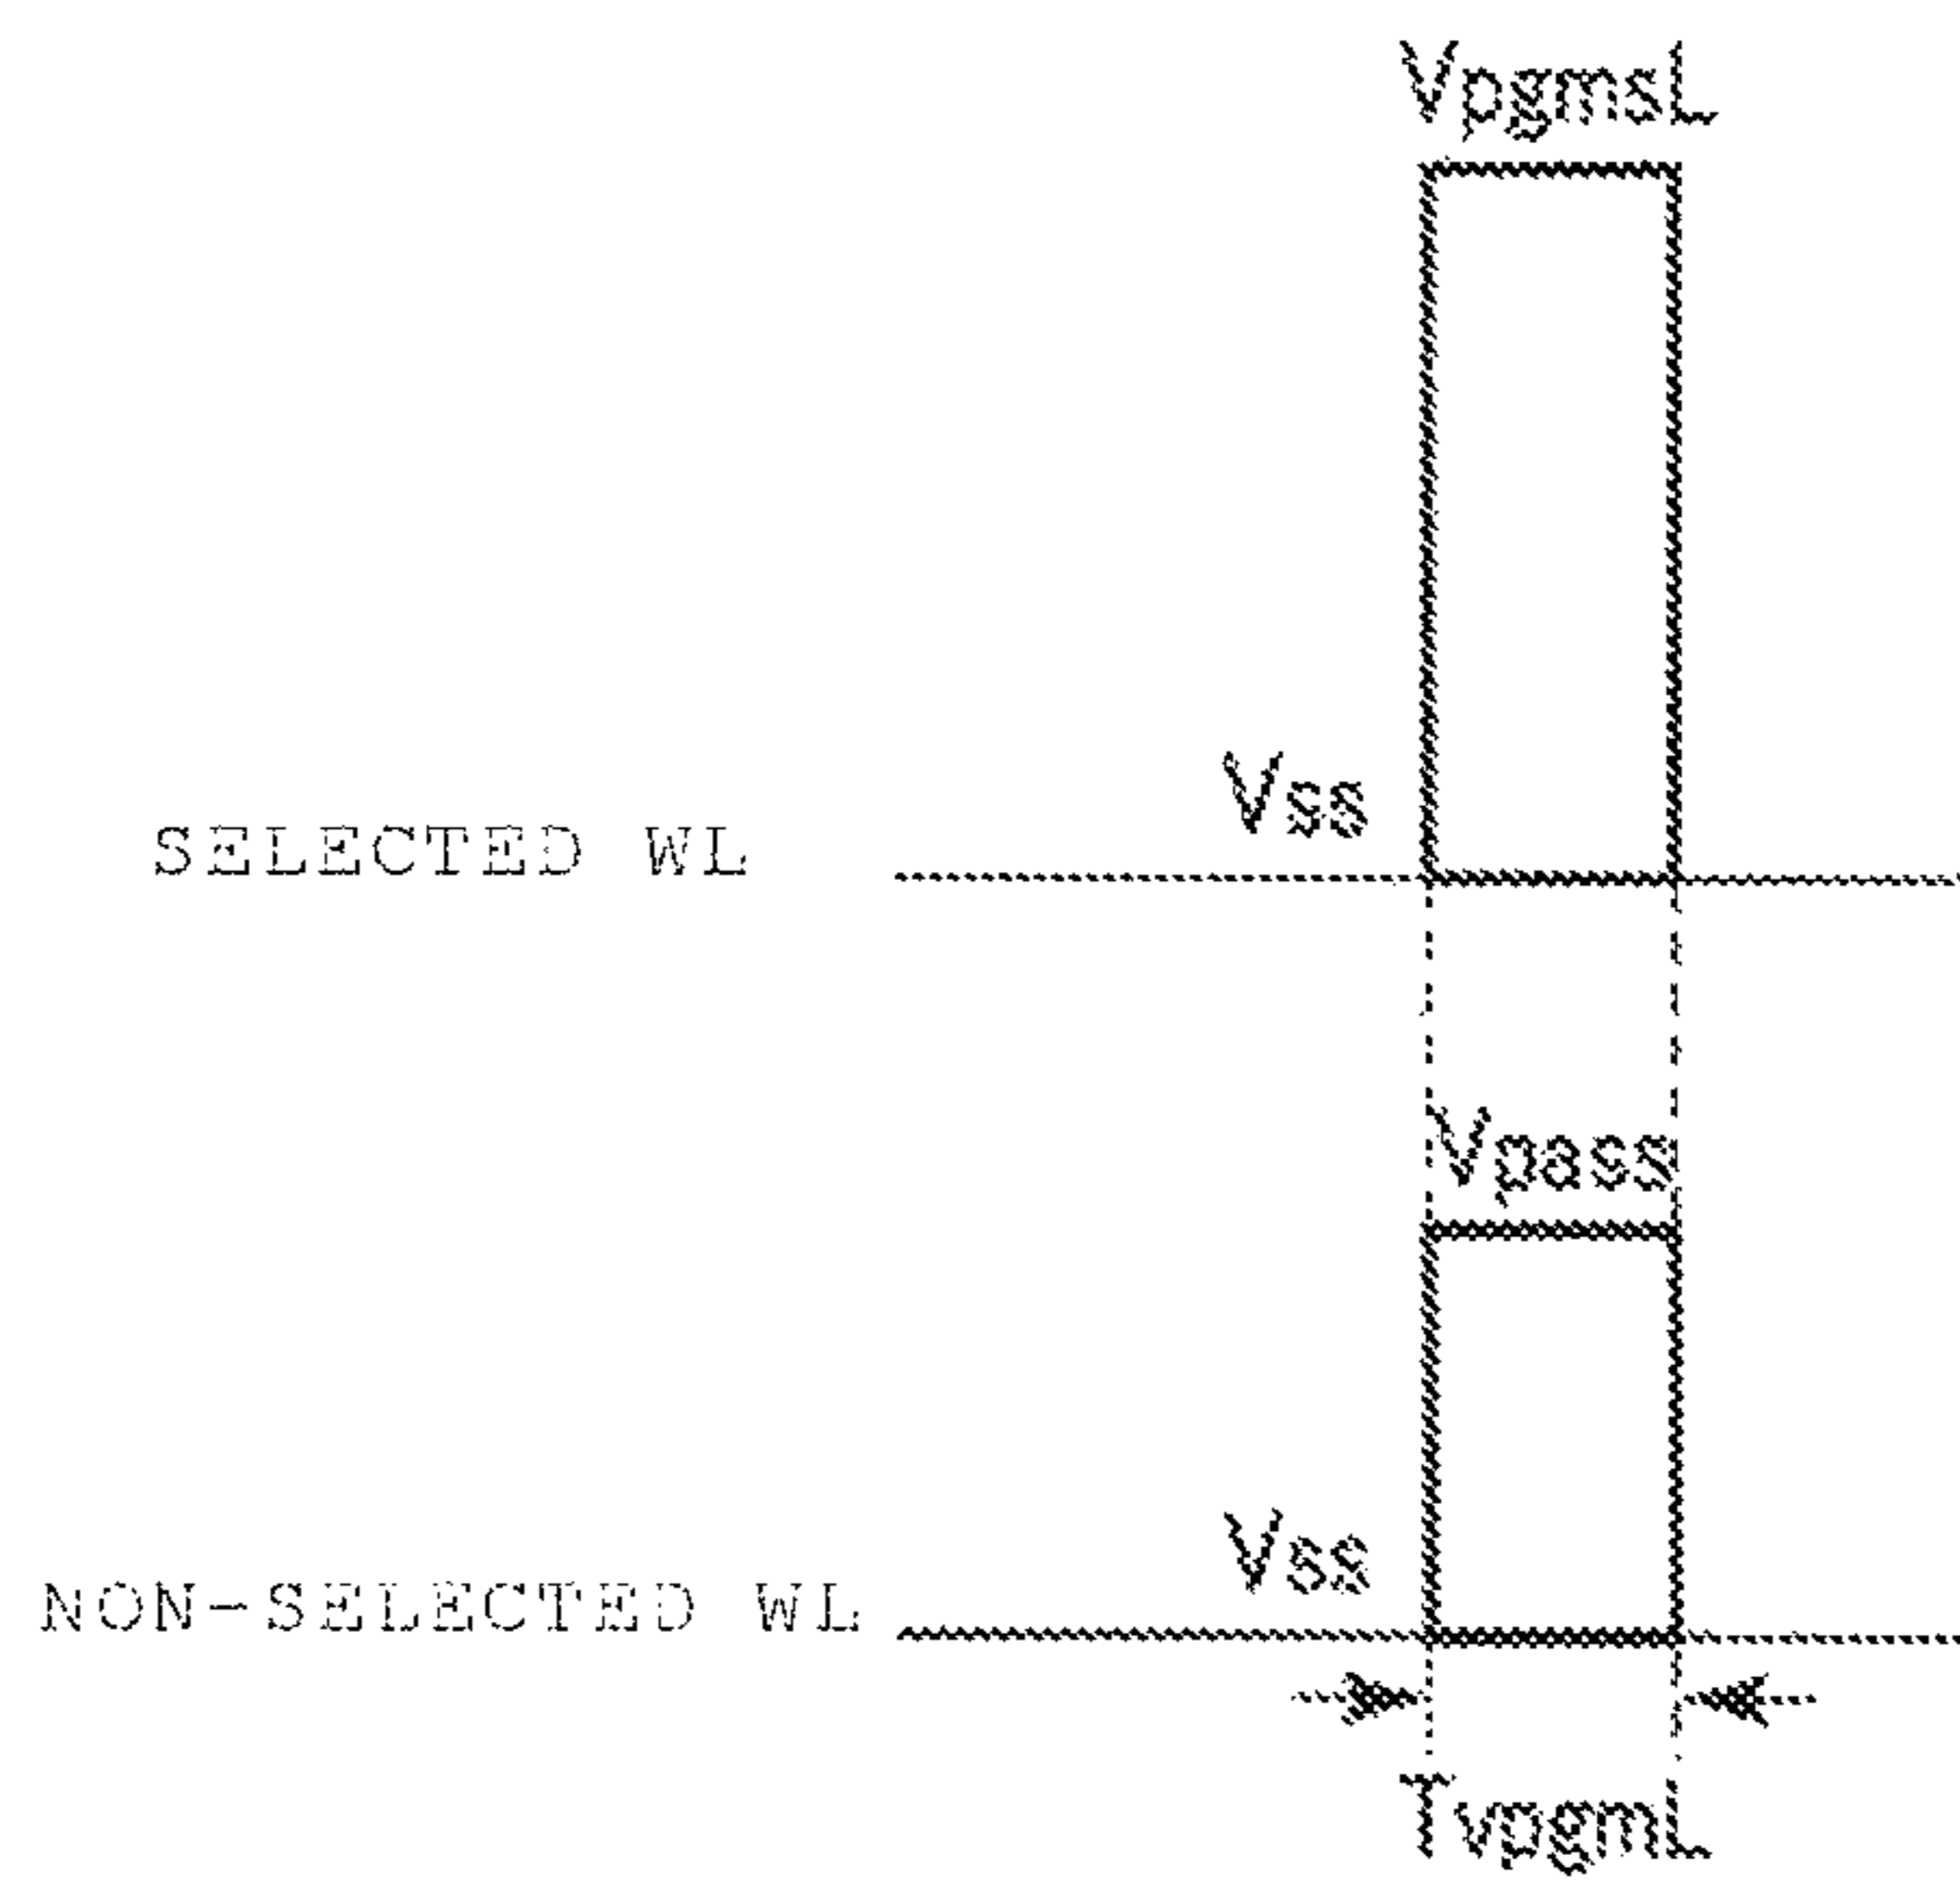 VpgmsL
Vss
SELECTED WL
Vpass
Vss
NON-SELECTED WL
TvpgmL